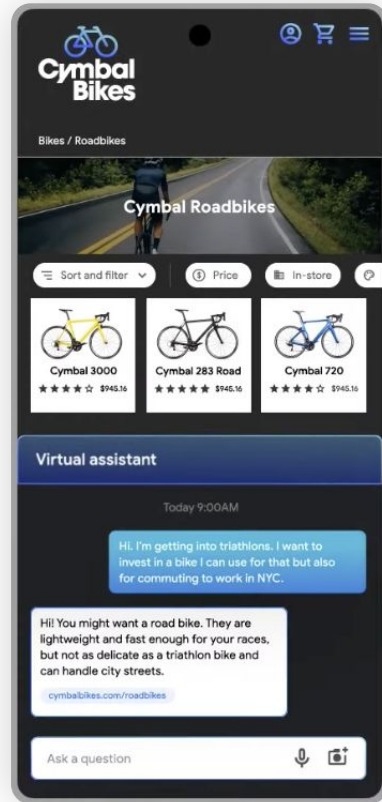 Cymbal
Bikes
Bikes / Roadbikes
Cymbal Roadbikes
Sort and filter
Price
In-store
Cymbal 3000
$945.16
Cymbal 283 Road
$945.16
Cymbal 720
$945.16
Virtual assistant
Today 9:00AM
Hi. I'm getting into triathlons. I want to
invest in a bike I can use for that but also
for commuting to work in NYC.
Hi! You might want a road bike. They are
lightweight and fast enough for your races,
but not as delicate as a triathlon bike and
can handle city streets.
cymbalbikes.com/roadbikes
Ask a question